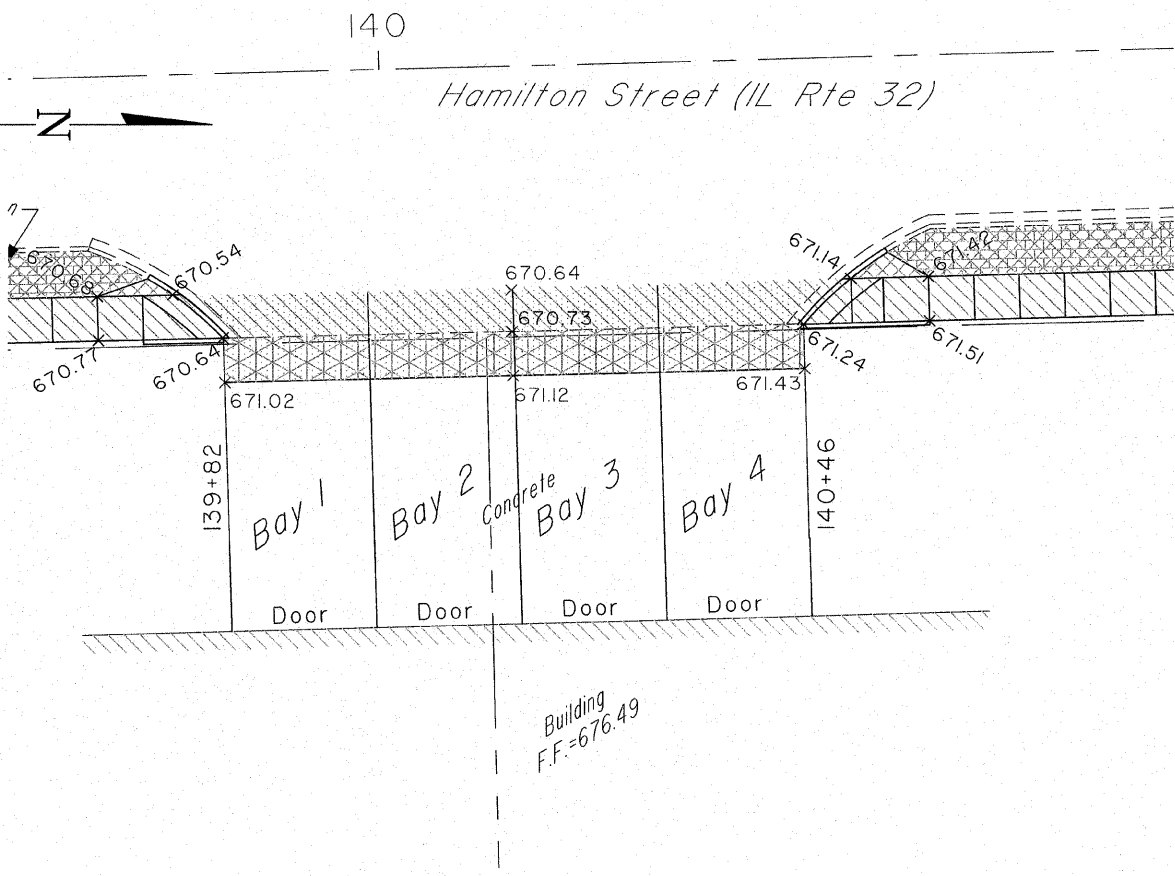 140
Hamilton Street (IL Rte 32)
N
670.68
670.54
670.64
671.14
671.42
670.73
670.77
670.64
671.24
671.51
671.02
671.12
671.43
139+82
Bay 1
Bay 2
Concrete
Bay 3
Bay 4
140+46
Door
Door
Door
Door
Building
F.F.=676.49